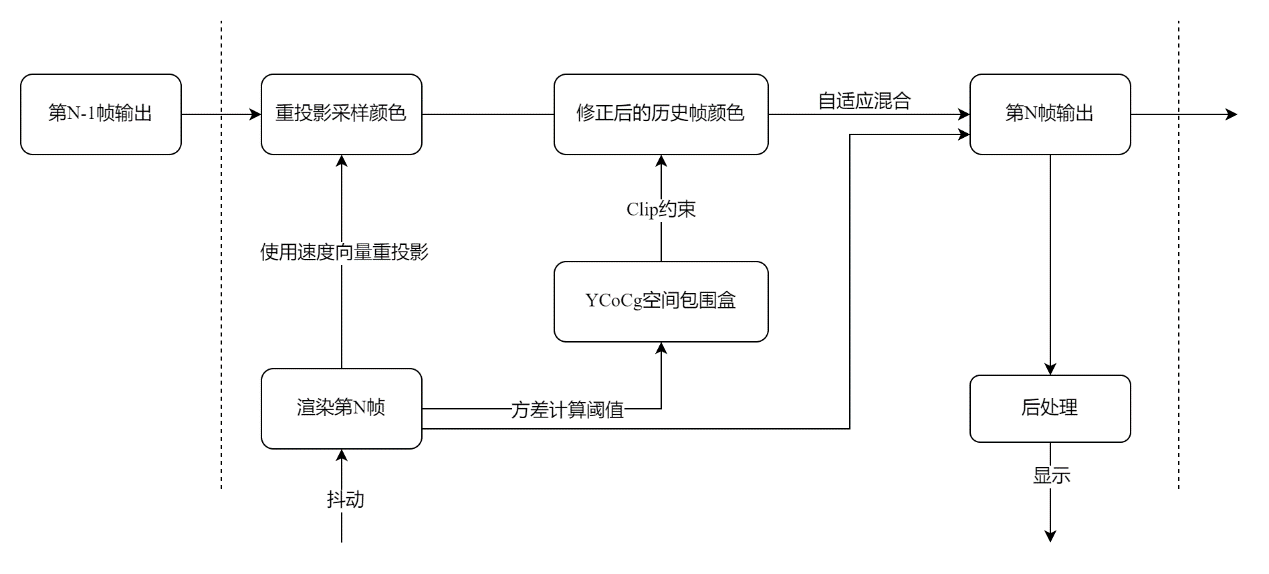 第N-1帧输出
重投影采样颜色
修正后的历史帧颜色
自适应混合
第N帧输出
Clip约束
使用速度向量重投影
YCoCg空间包围盒
渲染第N帧
方差计算阈值
后处理
显示
抖动